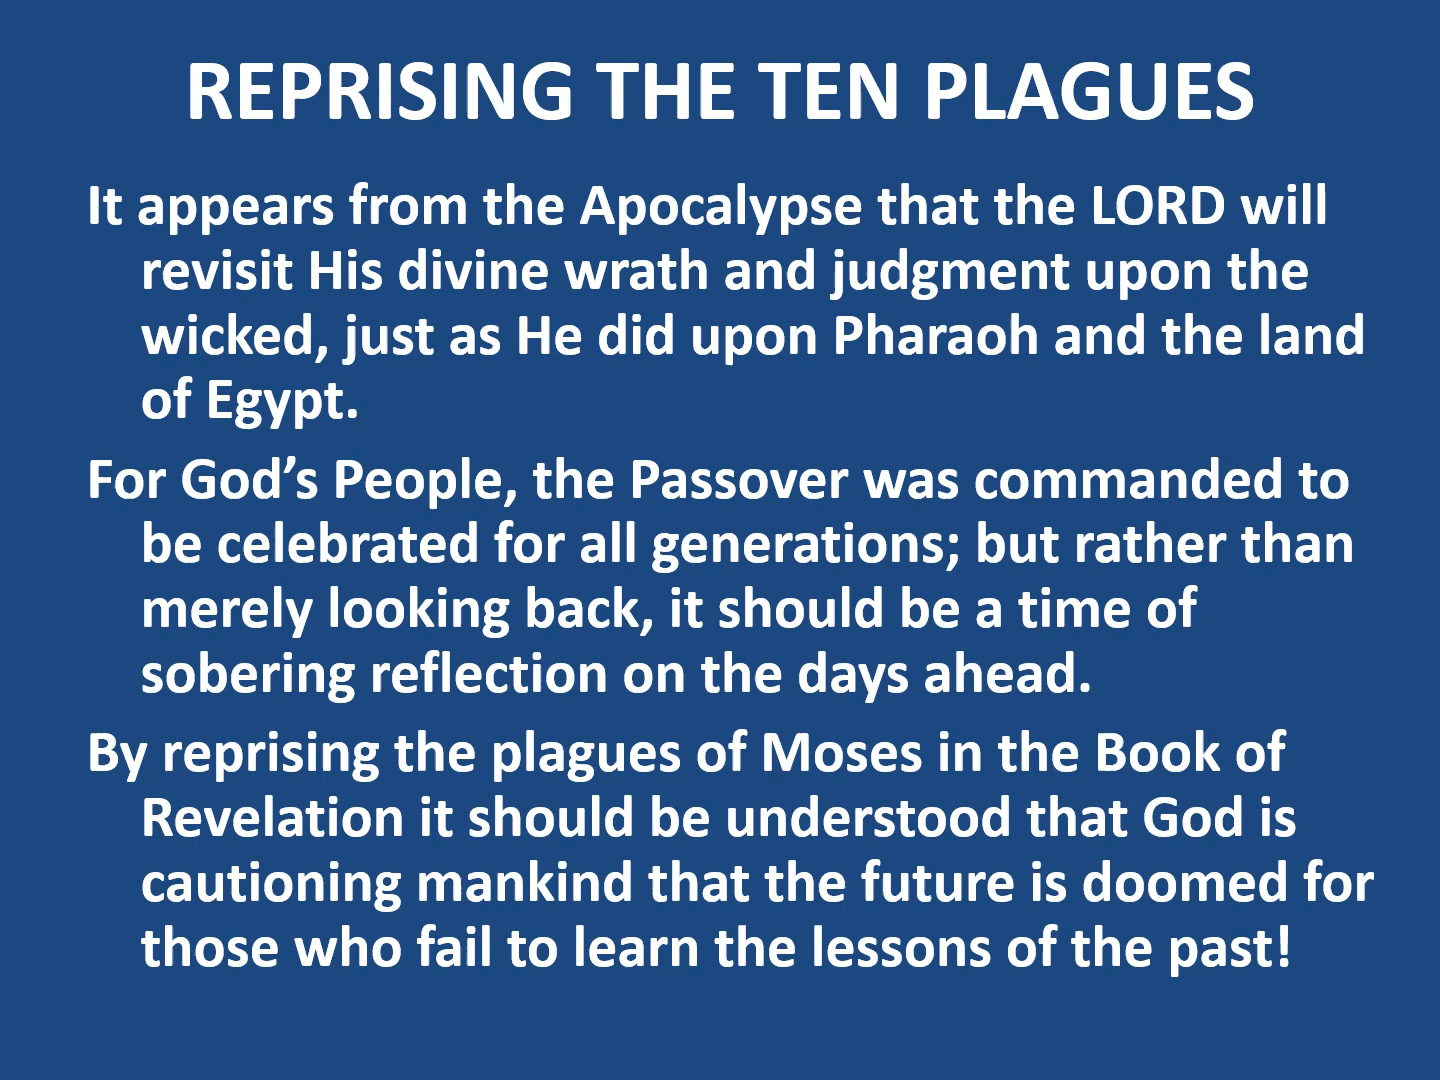 REPRISING THE TEN PLAGUES
It appears from the Apocalypse that the LORD will
revisit His divine wrath and judgment upon the
wicked, just as He did upon Pharaoh and the land
of Egypt.
For God’s People, the Passover was commanded to
be celebrated for all generations; but rather than
merely looking back, it should be a time of
sobering reflection on the days ahead.
By reprising the plagues of Moses in the Book of
Revelation it should be understood that God is
cautioning mankind that the future is doomed for
those who fail to learn the lessons of the past!